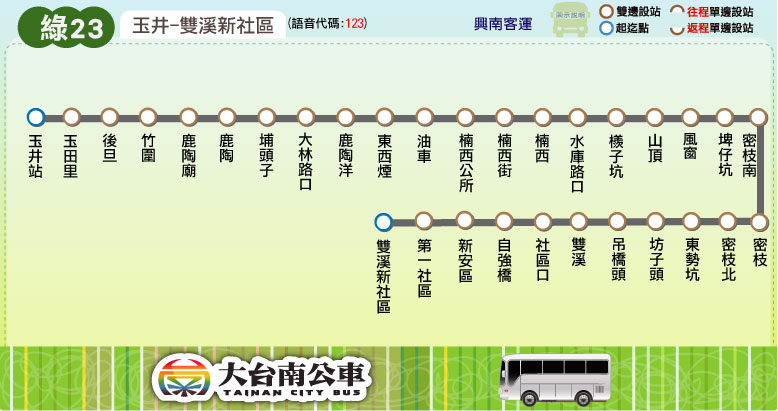 綠23
玉井-雙溪新社區
(語音代碼:123)
興南客運
圖示說明
雙邊設站
起迄點
往程單邊設站
返程單邊設站
玉井站
玉田里
後旦
竹圍
鹿陶廟
鹿陶
埔頭子
大林路口
鹿陶洋
東西煙
油車
楠西公所
楠西街
楠西
水庫路口
檨子坑
山頂
風窗
埤仔坑
密枝南
密枝
密枝北
東勢坑
坊子頭
吊橋頭
雙溪
社區口
自強橋
新安區
第一社區
雙溪新社區
大台南公車
TAINAN CITY BUS